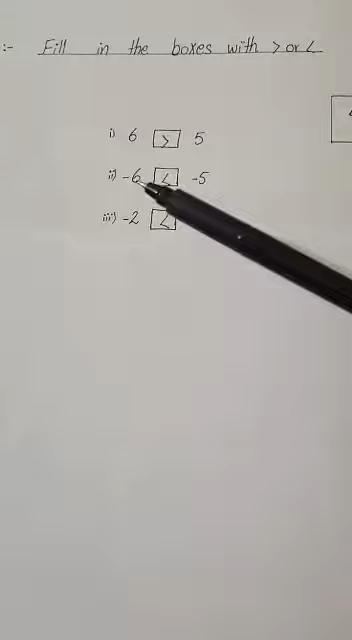 :- Fill in the boxes with > or <
i) 6 > 5
ii) -6 < -5
iii) -2 <